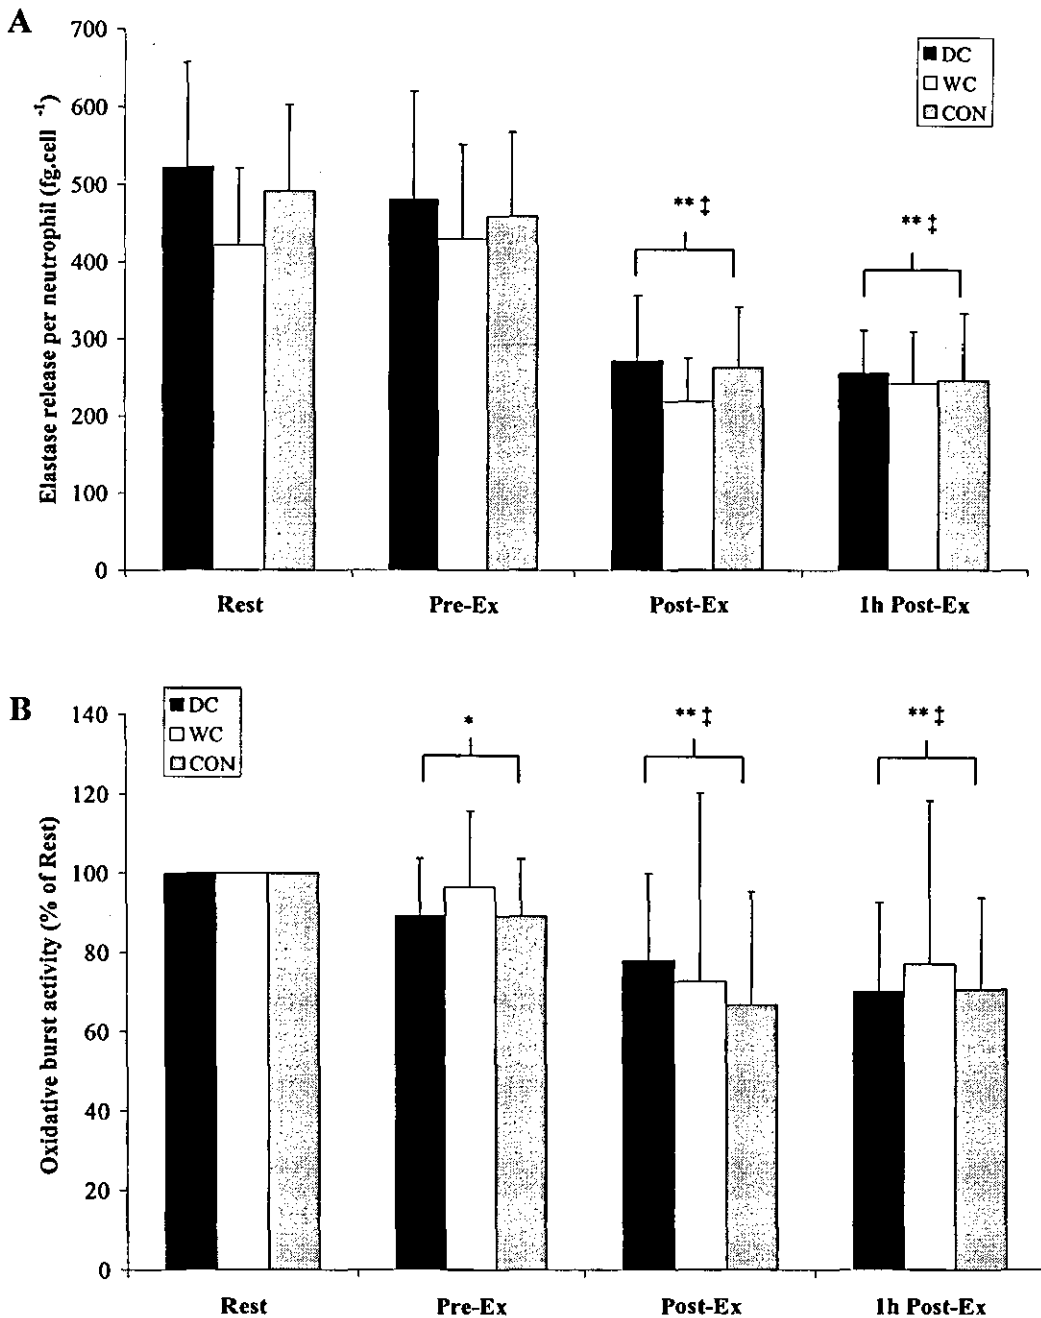 A
700
600
500
400
300
200
100
0
Elastase release per neutrophil (fg.cell ⁻¹)
DC
WC
CON
** ‡
** ‡
Rest Pre-Ex Post-Ex 1h Post-Ex
B
140
120
100
80
60
40
20
0
Oxidative burst activity (% of Rest)
DC
WC
CON
*
** ‡
** ‡
Rest Pre-Ex Post-Ex 1h Post-Ex